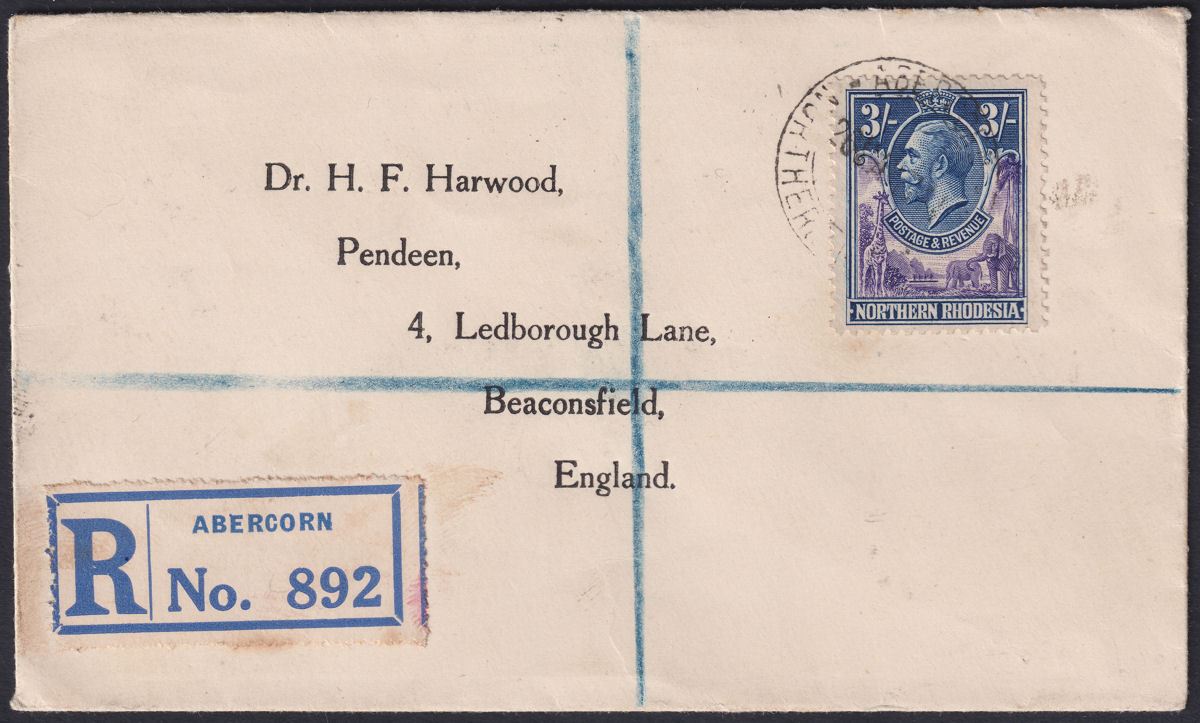 Dr. H. F. Harwood,
Pendeen,
4, Ledborough Lane,
Beaconsfield,
England.
3/- 3/-
POSTAGE & REVENUE
NORTHERN RHODESIA
R
ABERCORN
No. 892